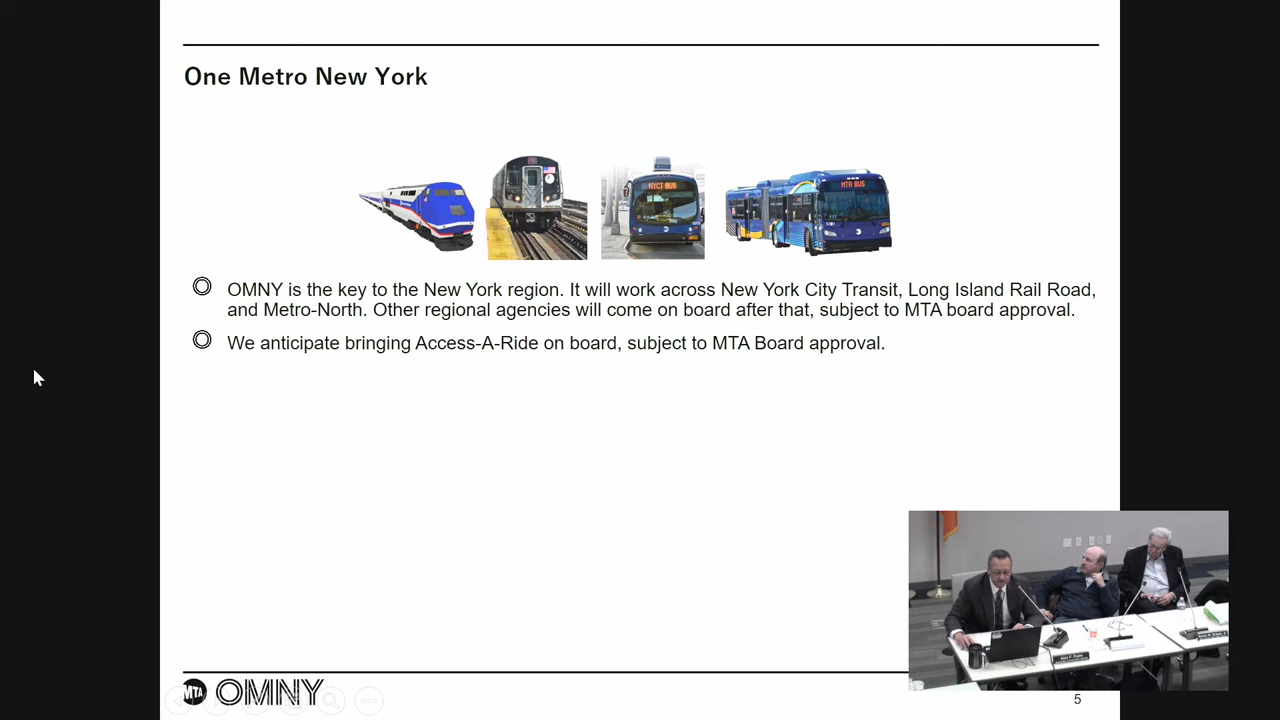 One Metro New York
NYCT BUS
MTA BUS
OMNY is the key to the New York region. It will work across New York City Transit, Long Island Rail Road,
and Metro-North. Other regional agencies will come on board after that, subject to MTA board approval.
We anticipate bringing Access-A-Ride on board, subject to MTA Board approval.
MTA OMNY
5